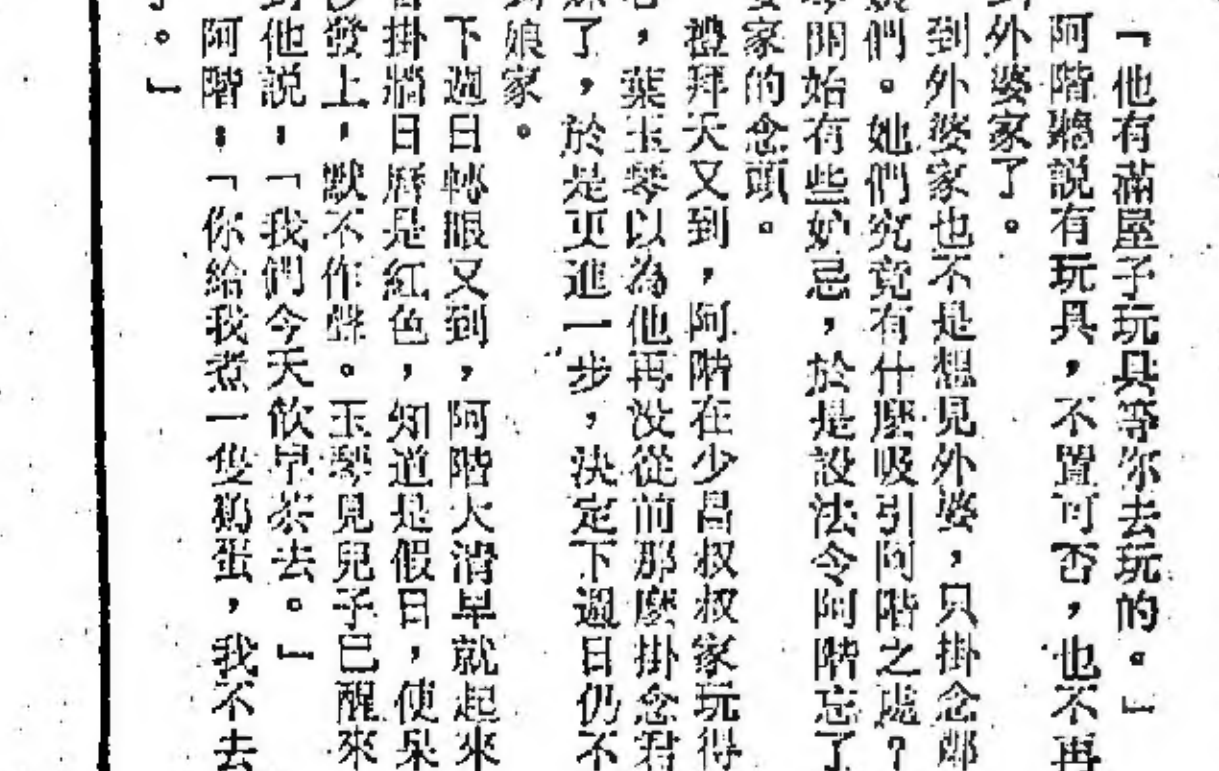 「他有滿屋子玩具等你去玩的。」
阿階聽説有玩具，不置可否，也不再
到外婆家了。
到外婆家也不是想見外婆，只掛念鄰
們。她們究竟有什麼吸引阿階之處？
開始有些妒忌，於是設法令阿階忘了
家的念頭。
禮拜天又到，阿階在少昌叔叔家玩得
，葉玉琴以為他再没從前那麼掛念君
了，於是更進一步，決定下週日仍不
娘家。
下週日轉眼又到，阿階大清早就起來
掛牆日曆是紅色，知道是假日，便呆
發上，默不作聲。玉琴見兒子已醒來
他説：「我們今天飲早茶去。」
阿階：「你給我煮一隻鷄蛋，我不去
。」